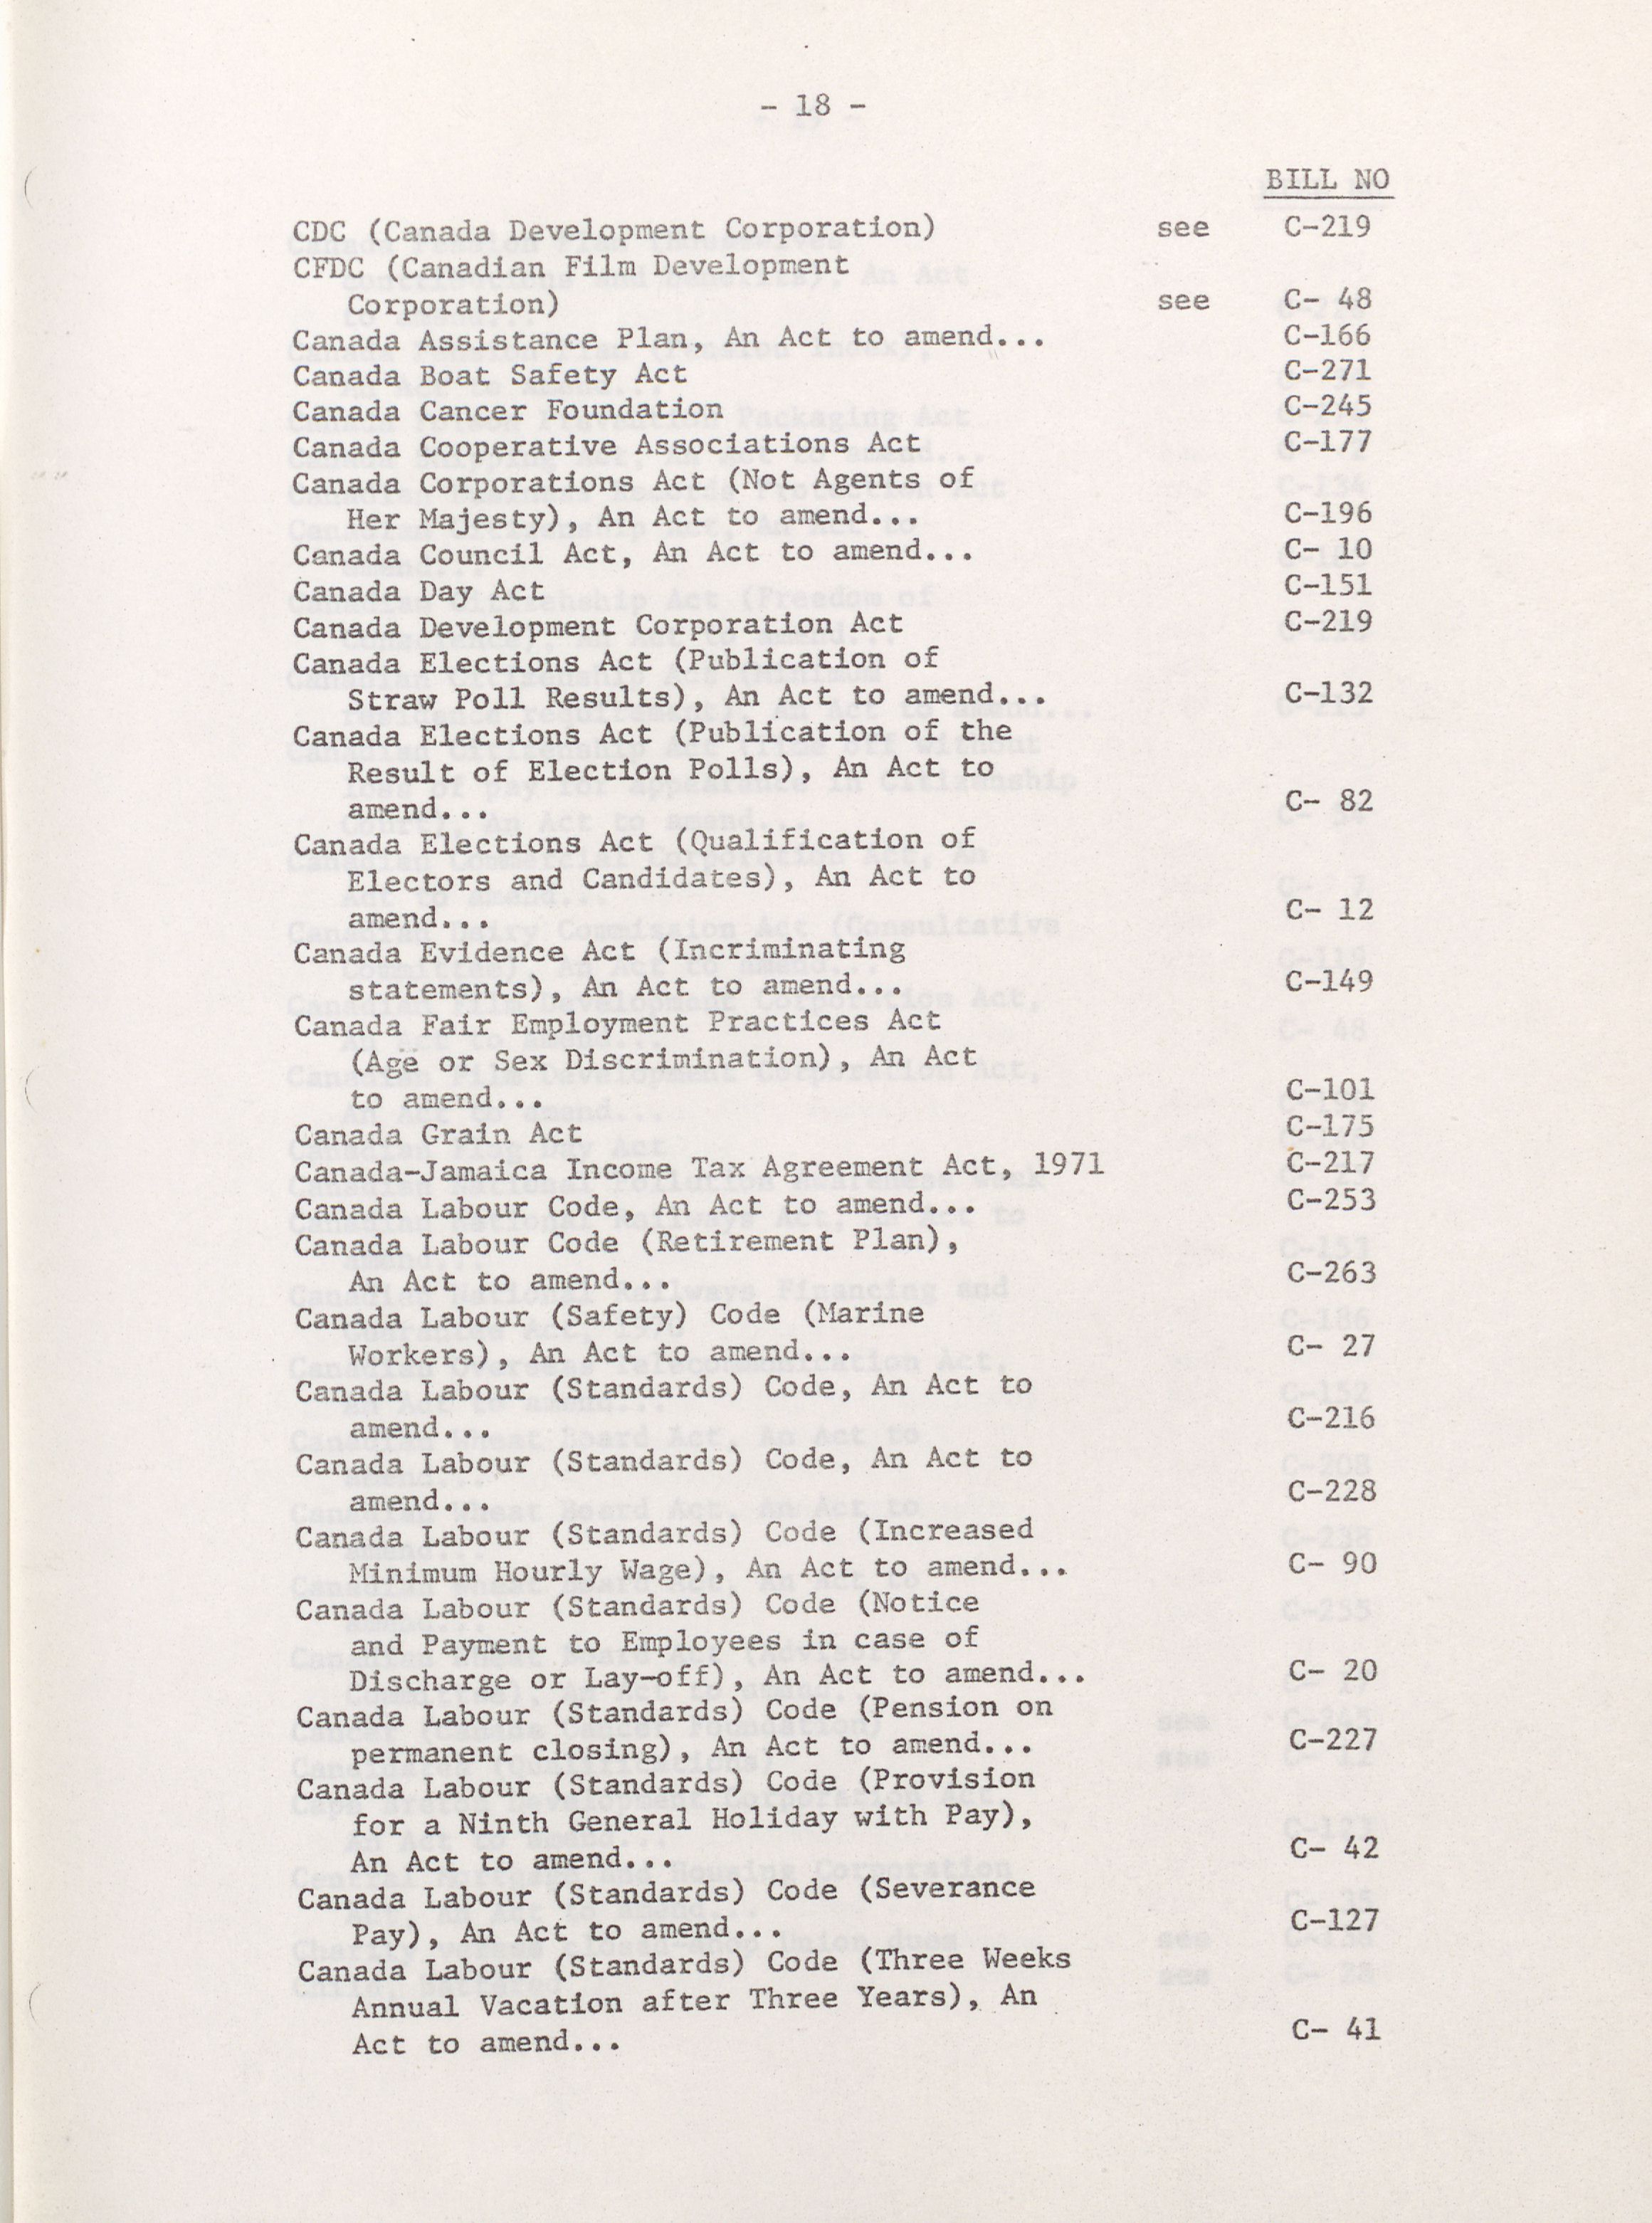 - 18 -
BILL NO
CDC (Canada Development Corporation) see C-219
CFDC (Canadian Film Development
Corporation) see C- 48
Canada Assistance Plan, An Act to amend... C-166
Canada Boat Safety Act C-271
Canada Cancer Foundation C-245
Canada Cooperative Associations Act C-177
Canada Corporations Act (Not Agents of
Her Majesty), An Act to amend... C-196
Canada Council Act, An Act to amend... C- 10
Canada Day Act C-151
Canada Development Corporation Act C-219
Canada Elections Act (Publication of
Straw Poll Results), An Act to amend... C-132
Canada Elections Act (Publication of the
Result of Election Polls), An Act to
amend... C- 82
Canada Elections Act (Qualification of
Electors and Candidates), An Act to
amend... C- 12
Canada Evidence Act (Incriminating
statements), An Act to amend... C-149
Canada Fair Employment Practices Act
(Age or Sex Discrimination), An Act
to amend... C-101
Canada Grain Act C-175
Canada-Jamaica Income Tax Agreement Act, 1971 C-217
Canada Labour Code, An Act to amend... C-253
Canada Labour Code (Retirement Plan),
An Act to amend... C-263
Canada Labour (Safety) Code (Marine
Workers), An Act to amend... C- 27
Canada Labour (Standards) Code, An Act to
amend... C-216
Canada Labour (Standards) Code, An Act to
amend... C-228
Canada Labour (Standards) Code (Increased
Minimum Hourly Wage), An Act to amend... C- 90
Canada Labour (Standards) Code (Notice
and Payment to Employees in case of
Discharge or Lay-off), An Act to amend... C- 20
Canada Labour (Standards) Code (Pension on
permanent closing), An Act to amend... C-227
Canada Labour (Standards) Code (Provision
for a Ninth General Holiday with Pay),
An Act to amend... C- 42
Canada Labour (Standards) Code (Severance
Pay), An Act to amend... C-127
Canada Labour (Standards) Code (Three Weeks
Annual Vacation after Three Years), An
Act to amend... C- 41